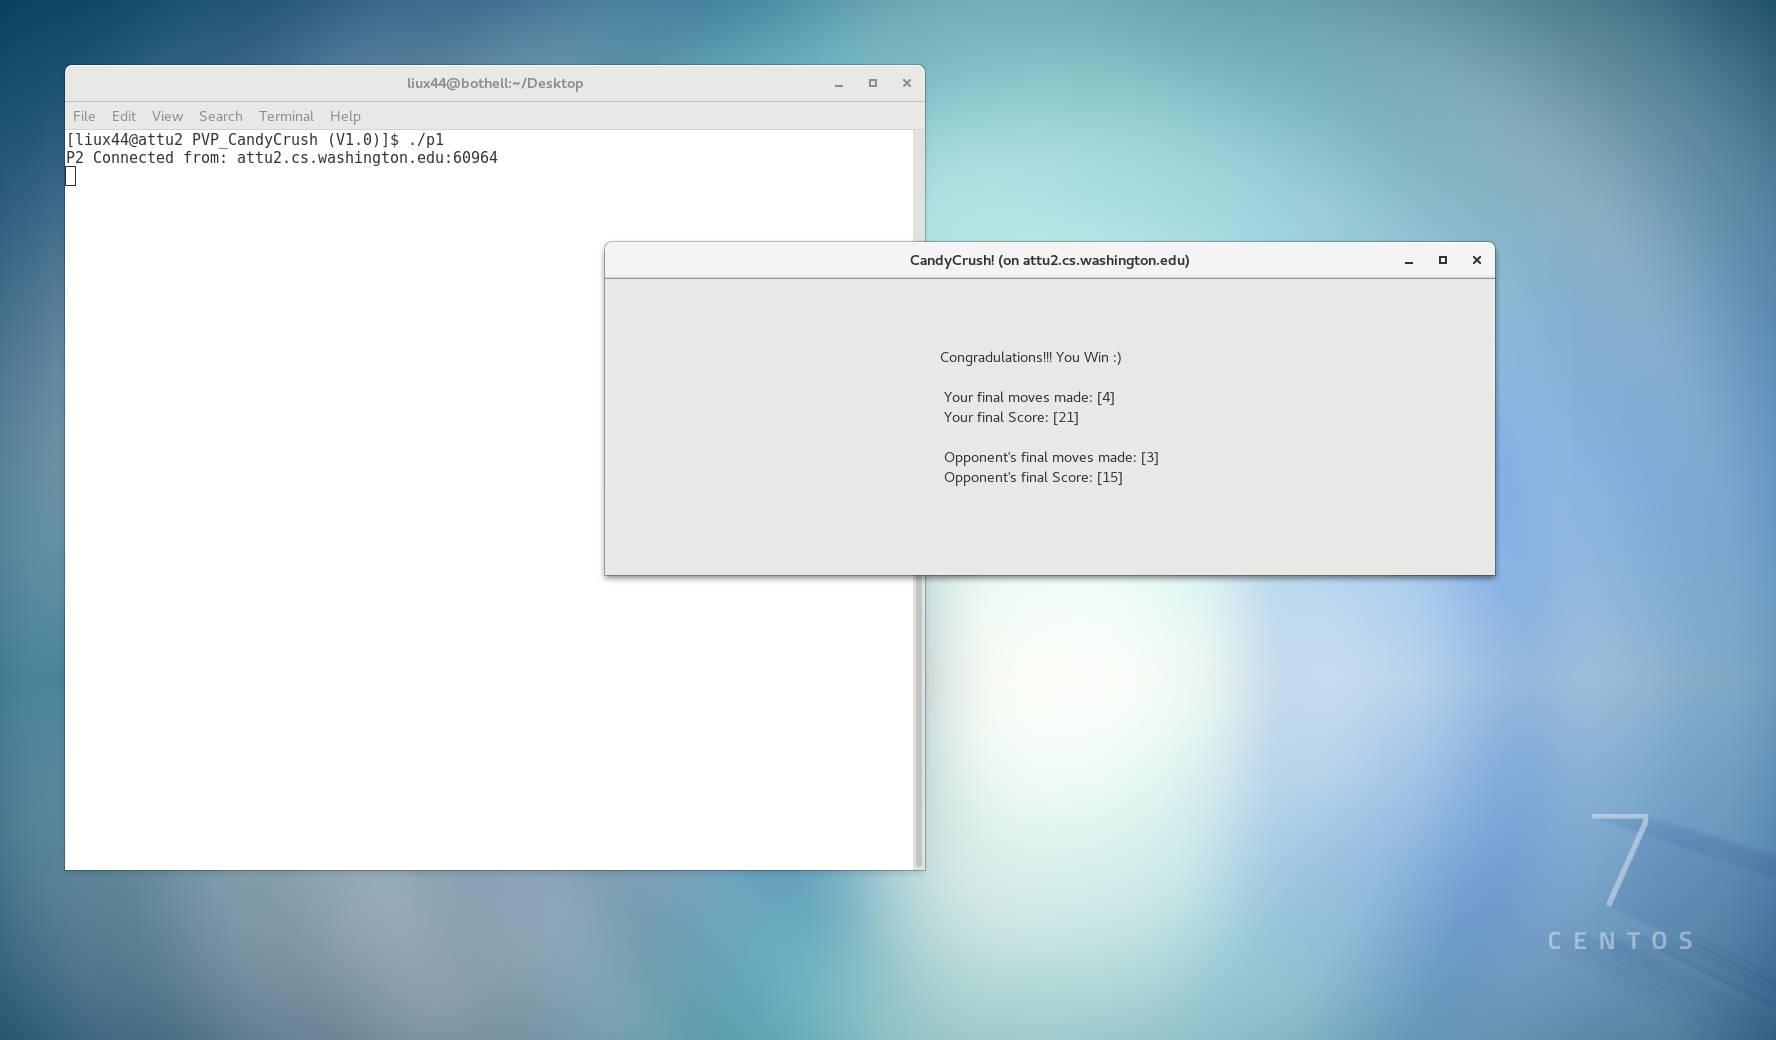 liux44@bothell:~/Desktop
File Edit View Search Terminal Help
[liux44@attu2 PVP_CandyCrush (V1.0)]$ ./p1
P2 Connected from: attu2.cs.washington.edu:60964
CandyCrush! (on attu2.cs.washington.edu)
Congradulations!!! You Win :)
Your final moves made: [4]
Your final Score: [21]
Opponent's final moves made: [3]
Opponent's final Score: [15]
7
CENTOS